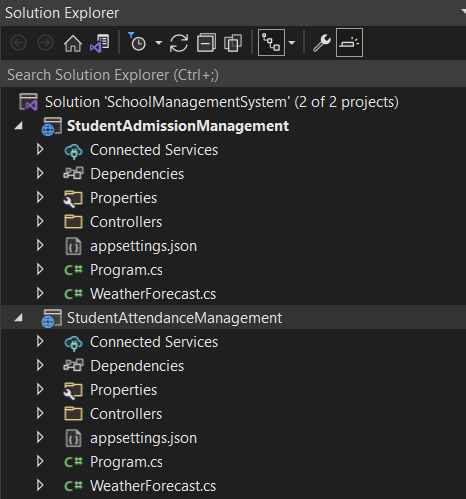 Solution Explorer
Search Solution Explorer (Ctrl+;)
Solution 'SchoolManagementSystem' (2 of 2 projects)
StudentAdmissionManagement
Connected Services
Dependencies
Properties
Controllers
appsettings.json
C# Program.cs
C# WeatherForecast.cs
StudentAttendanceManagement
Connected Services
Dependencies
Properties
Controllers
appsettings.json
C# Program.cs
C# WeatherForecast.cs